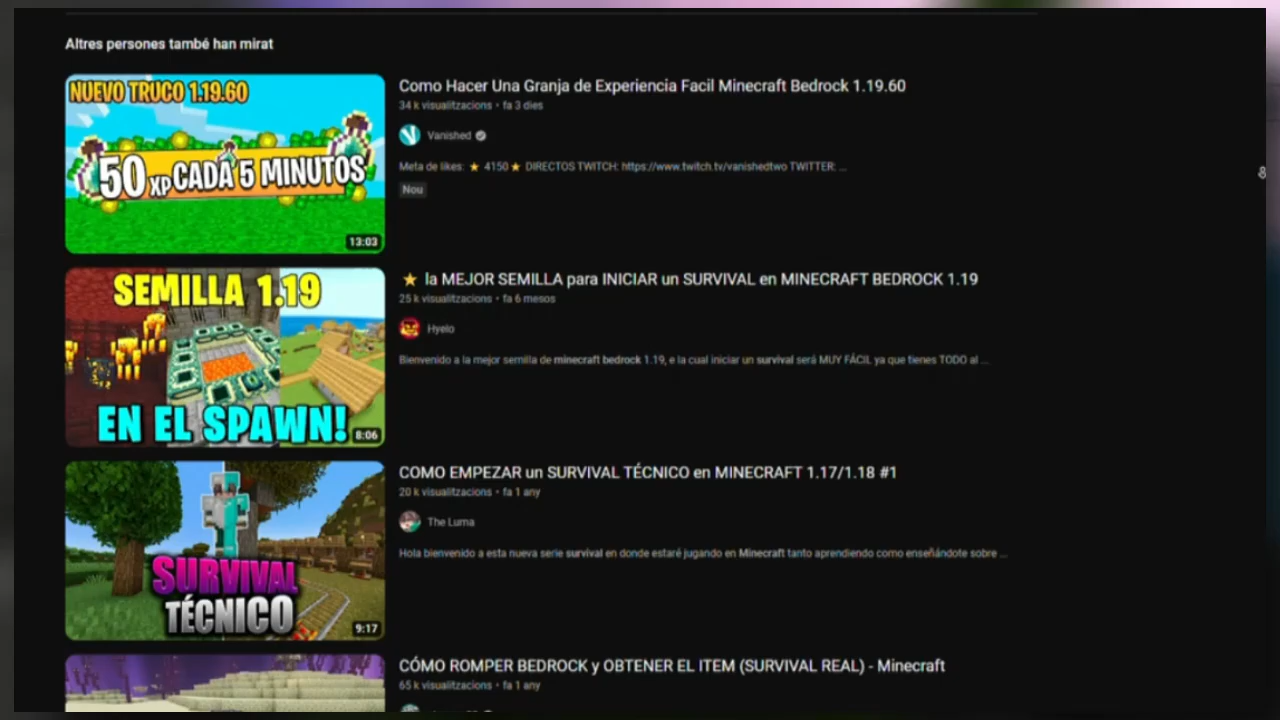 Altres persones també han mirat
NUEVO TRUCO 1.19.60
50 XP CADA 5 MINUTOS
13:03
Como Hacer Una Granja de Experiencia Facil Minecraft Bedrock 1.19.60
34 k visualitzacions • fa 3 dies
Vanished
Meta de likes: ★ 4150 ★ DIRECTOS TWITCH: https://www.twitch.tv/vanishedtwo TWITTER: ...
Nou
SEMILLA 1.19
EN EL SPAWN!
8:06
★ la MEJOR SEMILLA para INICIAR un SURVIVAL en MINECRAFT BEDROCK 1.19
25 k visualitzacions • fa 6 mesos
Hyelo
Bienvenido a la mejor semilla de minecraft bedrock 1.19, e la cual iniciar un survival será MUY FÁCIL ya que tienes TODO al ...
SURVIVAL
TÉCNICO
9:17
COMO EMPEZAR un SURVIVAL TÉCNICO en MINECRAFT 1.17/1.18 #1
20 k visualitzacions • fa 1 any
The Luma
Hola bienvenido a esta nueva serie survival en donde estaré jugando en Minecraft tanto aprendiendo como enseñándote sobre ...
CÓMO ROMPER BEDROCK y OBTENER EL ITEM (SURVIVAL REAL) - Minecraft
65 k visualitzacions • fa 1 any